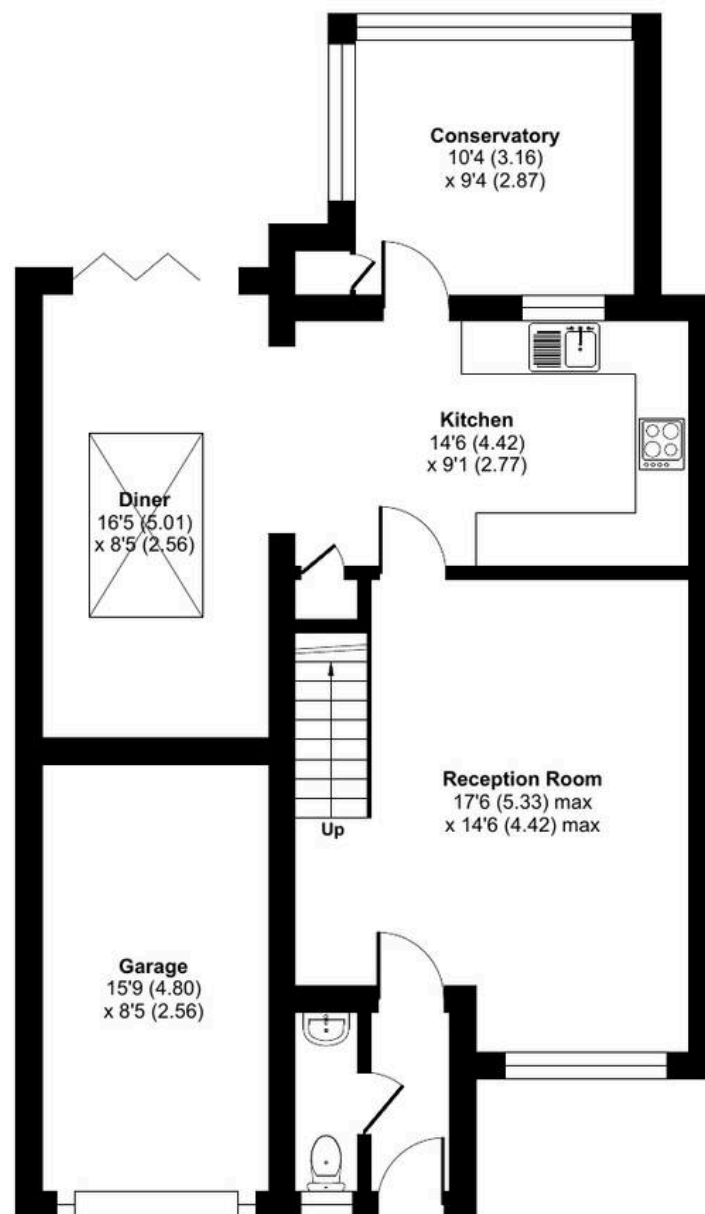 Conservatory
10'4 (3.16)
x 9'4 (2.87)
Kitchen
14'6 (4.42)
x 9'1 (2.77)
Diner
16'5 (5.01)
x 8'5 (2.56)
Reception Room
17'6 (5.33) max
x 14'6 (4.42) max
Up
Garage
15'9 (4.80)
x 8'5 (2.56)